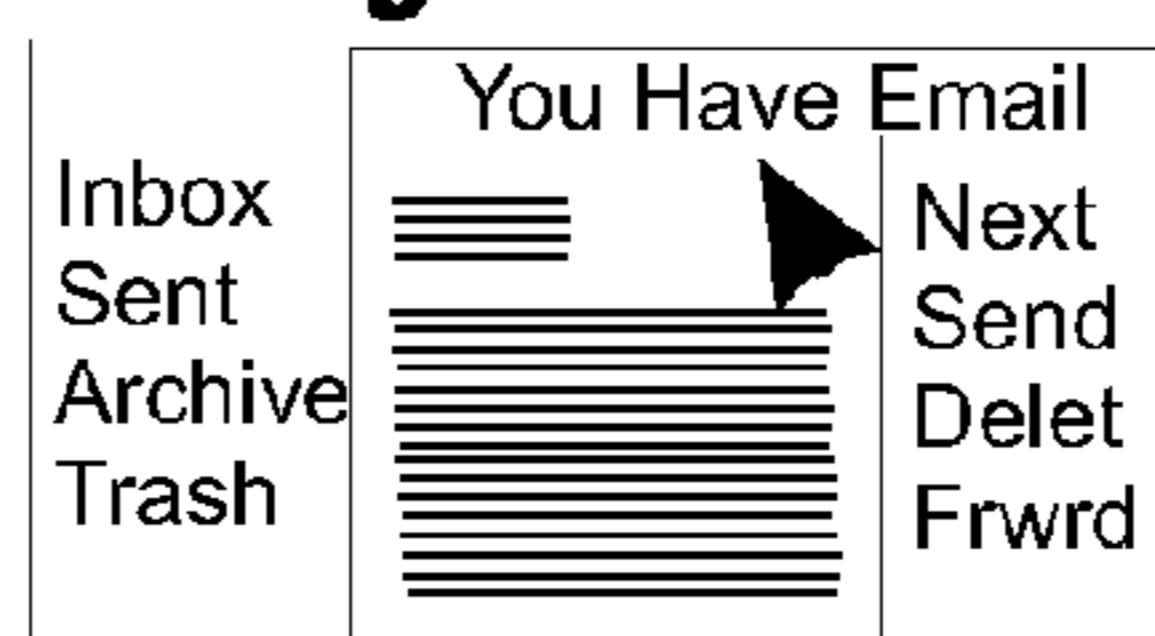 You Have Email
Inbox
Sent
Archive
Trash
Next
Send
Delet
Frwrd